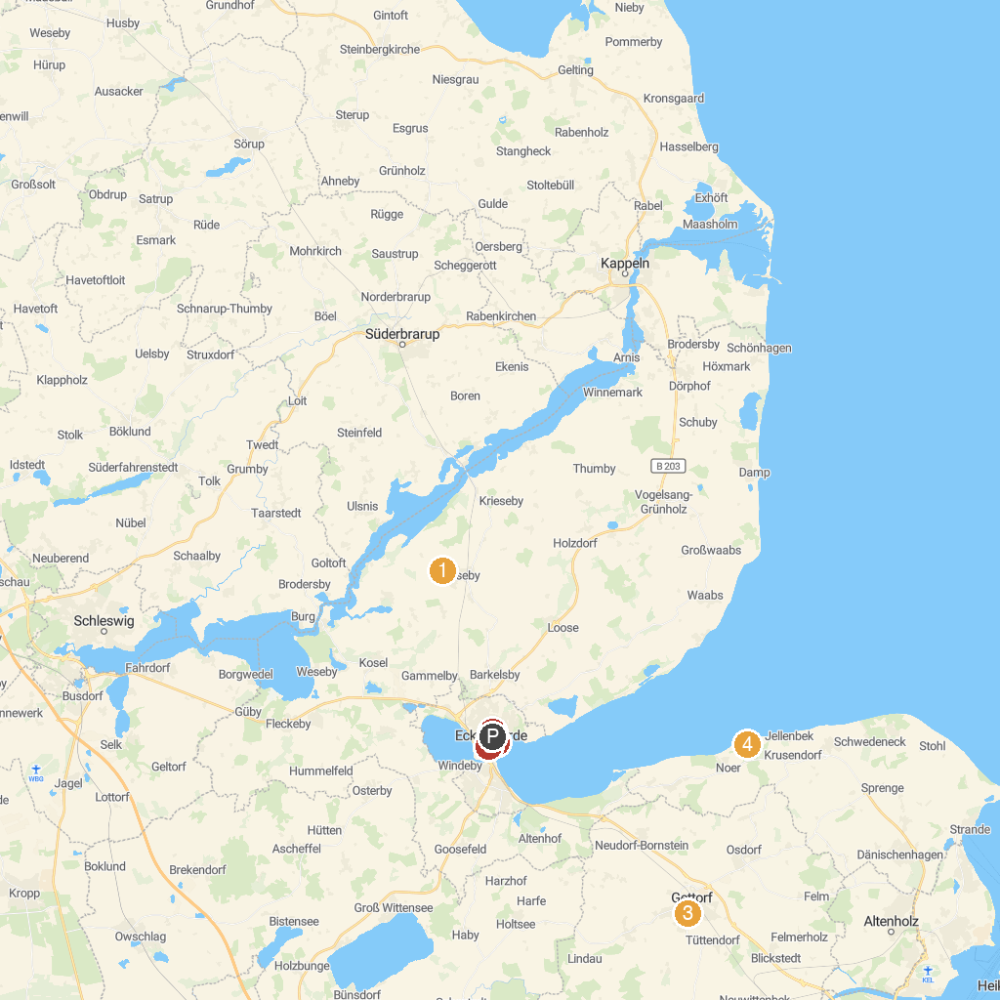 Grundhof
Gintoft
Nieby
Husby
Weseby
Pommerby
Steinbergkirche
Hürup
Gelting
Niesgrau
Ausacker
Kronsgaard
Sterup
Esgrus
Rabenholz
Sörup
Hasselberg
Stangheck
Grünholz
Großsolt
Ahneby
Stoltebüll
Obdrup
Satrup
Exhöft
Gulde
Rabel
Rügge
Rüde
Maasholm
Esmark
Oersberg
Mohrkirch
Saustrup
Scheggerott
Kappeln
Havetoftloit
Norderbrarup
Havetoft
Schnarup-Thumby
Böel
Rabenkirchen
Süderbrarup
Brodersby
Schönhagen
Uelsby
Struxdorf
Arnis
Ekenis
Höxmark
Klappholz
Dörphof
Boren
Winnemark
Loit
Stolk
Böklund
Steinfeld
Schuby
Twedt
Idstedt
Süderfahrenstedt
Grumby
Thumby
B 203
Damp
Tolk
Vogelsang-
Grünholz
Ulsnis
Krieseby
Taarstedt
Nübel
Holzdorf
Großwaabs
Neuberend
Schaalby
Goltoft
1
seby
Brodersby
Waabs
Schleswig
Burg
Loose
Fahrdorf
Kosel
Borgwedel
Weseby
Gammelby
Barkelsby
Busdorf
Güby
Fleckeby
P
4
Jellenbek
Selk
Schwedeneck
Stohl
Krusendorf
Windeby
Noer
WBG
Hummelfeld
Jagel
Osterby
Geltorf
Lottorf
Sprenge
Hütten
Altenhof
Strande
Ascheffel
Goosefeld
Neudorf-Bornstein
Osdorf
Dänischenhagen
Boklund
Brekendorf
Harzhof
Kropp
Harfe
Gettorf
Felm
Groß Wittensee
3
Bistensee
Holtsee
Altenholz
Owschlag
Haby
Tüttendorf
Felmerholz
Lindau
Blickstedt
Holzbunge
KEL
Bünsdorf